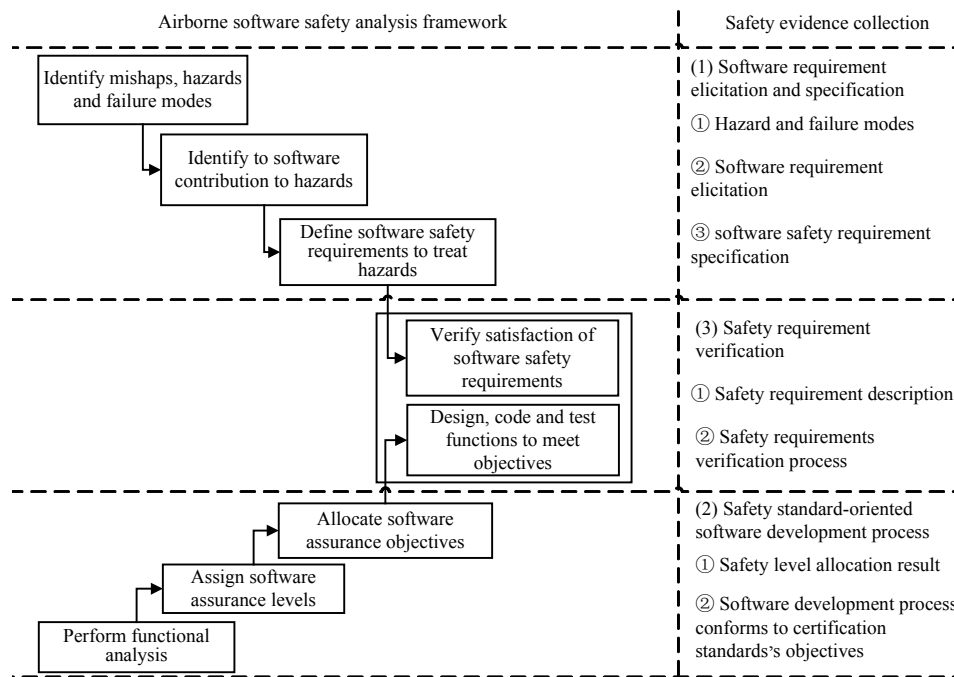 Airborne software safety analysis framework
Safety evidence collection
Identify mishaps, hazards
and failure modes
Identify to software
contribution to hazards
Define software safety
requirements to treat
hazards
(1) Software requirement
elicitation and specification
① Hazard and failure modes
② Software requirement
elicitation
③ software safety requirement
specification
Verify satisfaction of
software safety
requirements
Design, code and test
functions to meet
objectives
(3) Safety requirement
verification
① Safety requirement description
② Safety requirements
verification process
Allocate software
assurance objectives
Assign software
assurance levels
Perform functional
analysis
(2) Safety standard-oriented
software development process
① Safety level allocation result
② Software development process
conforms to certification
standards's objectives